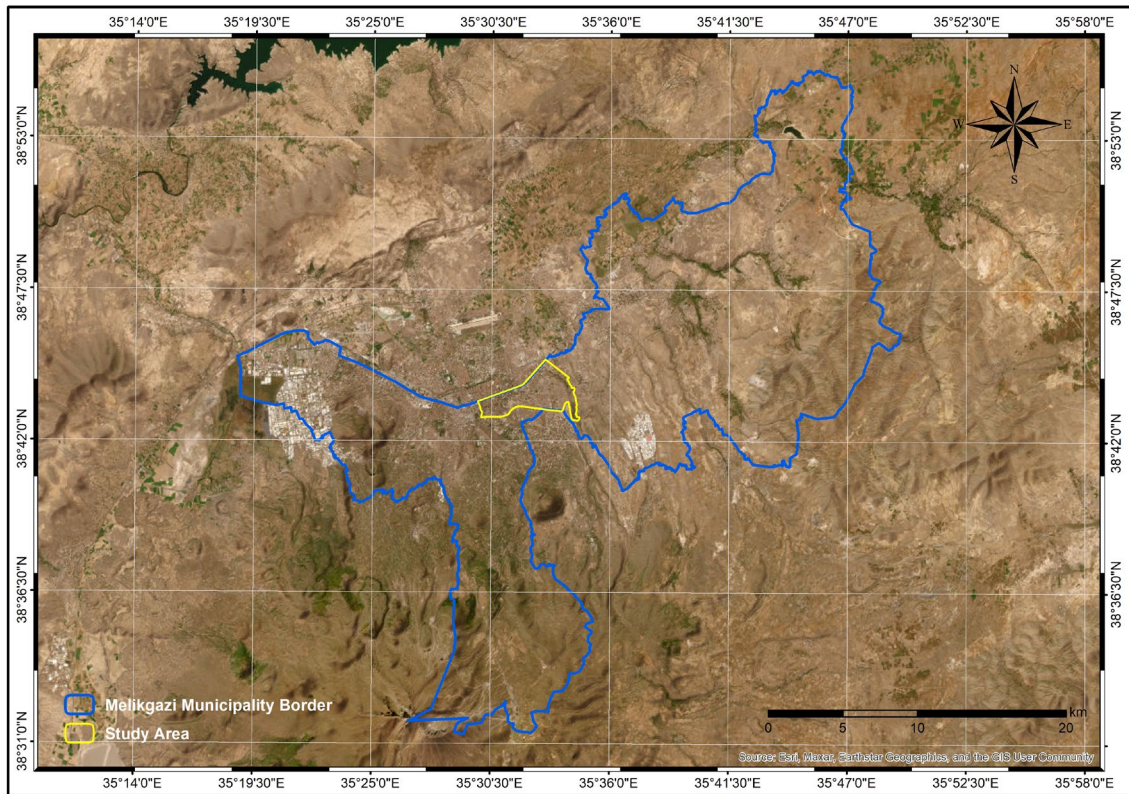 35°14'0"E 35°19'30"E 35°25'0"E 35°30'30"E 35°36'0"E 35°41'30"E 35°47'0"E 35°52'30"E 35°58'0"E
N
W E
S
38°53'0"N 38°53'0"N
38°47'30"N 38°47'30"N
38°42'0"N 38°42'0"N
38°36'30"N 38°36'30"N
38°31'0"N 38°31'0"N
Melikgazi Municipality Border
Study Area
km
0 5 10 20
Source: Esri, Maxar, Earthstar Geographics, and the GIS User Community
35°14'0"E 35°19'30"E 35°25'0"E 35°30'30"E 35°36'0"E 35°41'30"E 35°47'0"E 35°52'30"E 35°58'0"E